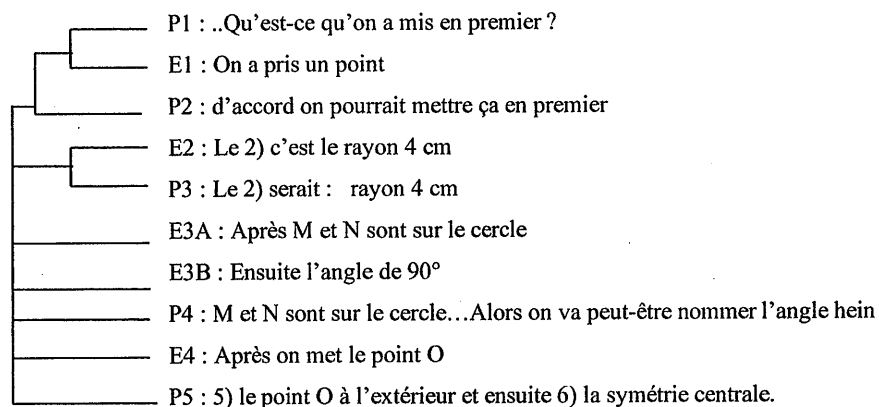 P1 : ..Qu’est-ce qu’on a mis en premier ?
E1 : On a pris un point
P2 : d’accord on pourrait mettre ça en premier
E2 : Le 2) c’est le rayon 4 cm
P3 : Le 2) serait : rayon 4 cm
E3A : Après M et N sont sur le cercle
E3B : Ensuite l’angle de 90°
P4 : M et N sont sur le cercle…Alors on va peut-être nommer l’angle hein
E4 : Après on met le point O
P5 : 5) le point O à l’extérieur et ensuite 6) la symétrie centrale.